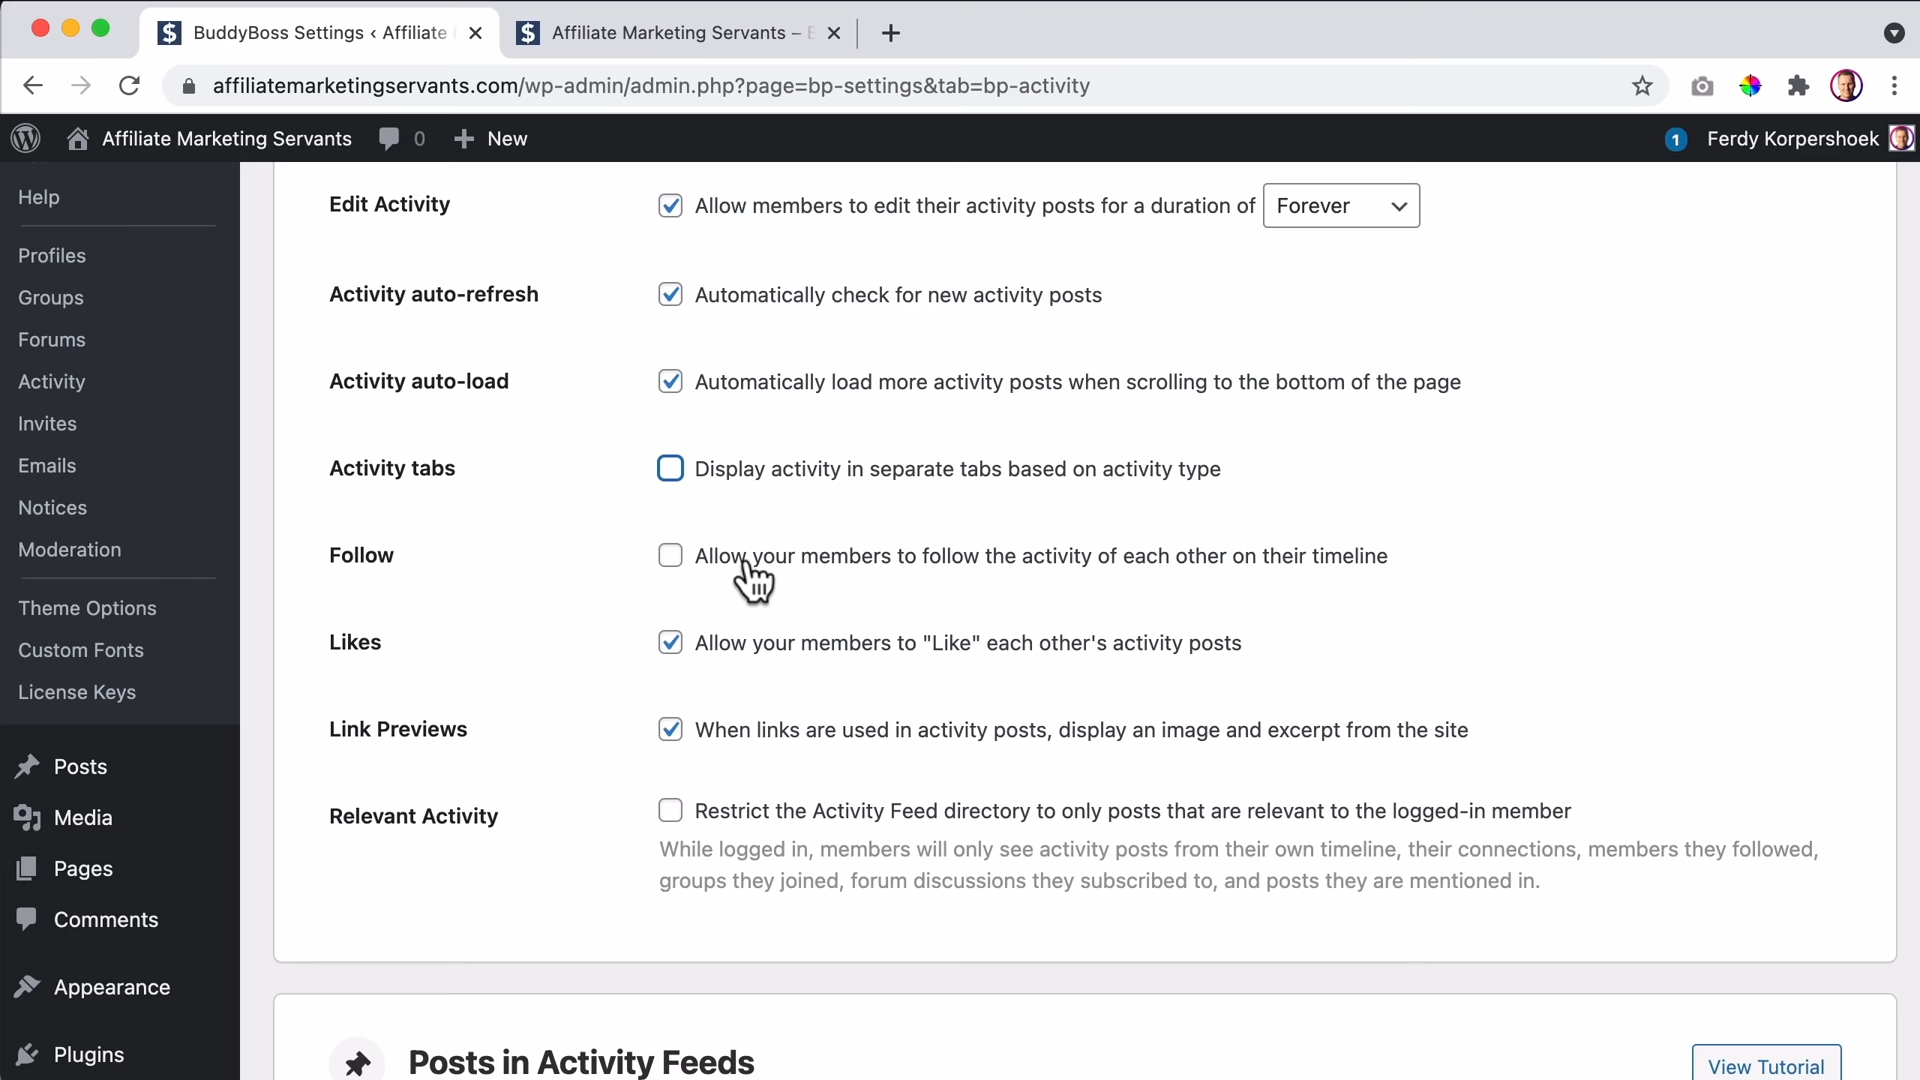 BuddyBoss Settings ‹ Affiliate
Affiliate Marketing Servants –
affiliatemarketingservants.com/wp-admin/admin.php?page=bp-settings&tab=bp-activity
Affiliate Marketing Servants 0 New
1 Ferdy Korpershoek
Help
Profiles
Groups
Forums
Activity
Invites
Emails
Notices
Moderation
Theme Options
Custom Fonts
License Keys
Posts
Media
Pages
Comments
Appearance
Plugins
Edit Activity
Allow members to edit their activity posts for a duration of Forever
Activity auto-refresh
Automatically check for new activity posts
Activity auto-load
Automatically load more activity posts when scrolling to the bottom of the page
Activity tabs
Display activity in separate tabs based on activity type
Follow
Allow your members to follow the activity of each other on their timeline
Likes
Allow your members to "Like" each other's activity posts
Link Previews
When links are used in activity posts, display an image and excerpt from the site
Relevant Activity
Restrict the Activity Feed directory to only posts that are relevant to the logged-in member
While logged in, members will only see activity posts from their own timeline, their connections, members they followed,
groups they joined, forum discussions they subscribed to, and posts they are mentioned in.
Posts in Activity Feeds
View Tutorial